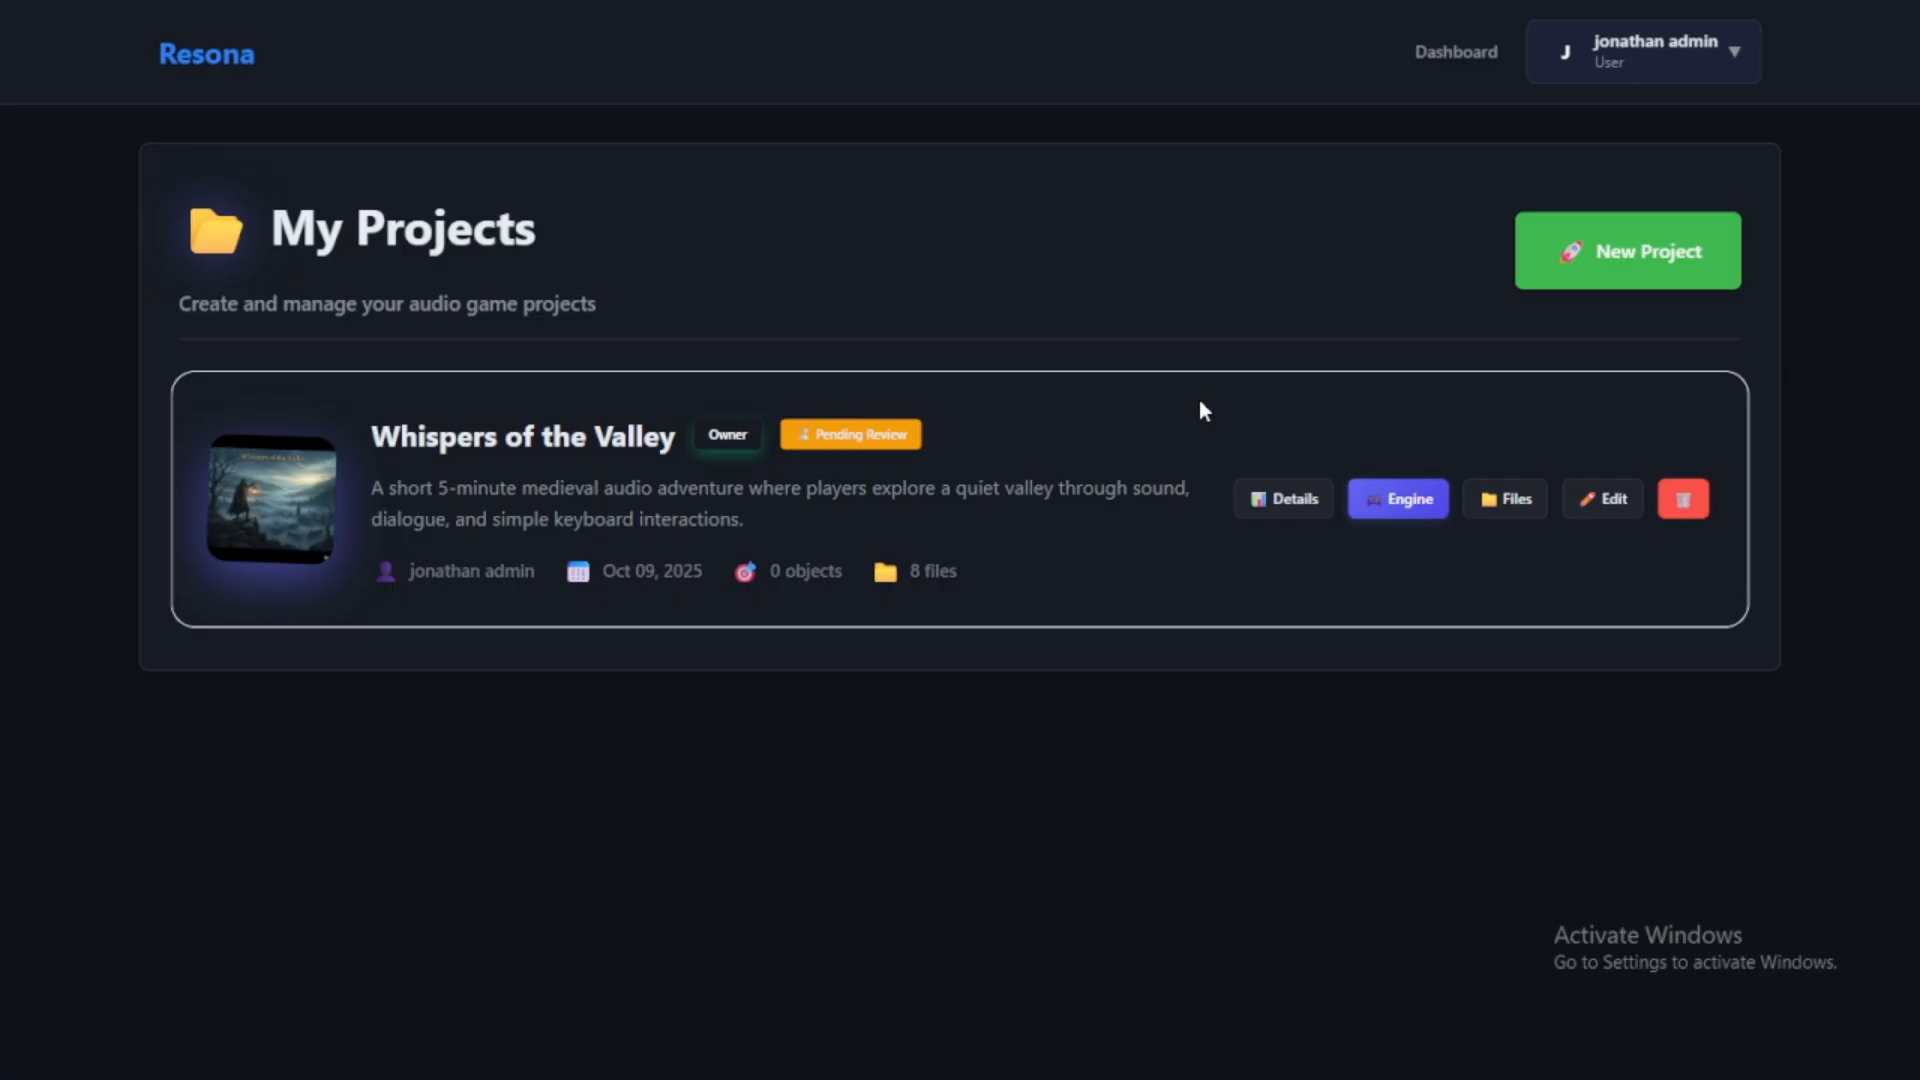 Resona
Dashboard
J
jonathan admin
User
▼
My Projects
New Project
Create and manage your audio game projects
Whispers of the Valley
Owner
Pending Review
A short 5-minute medieval audio adventure where players explore a quiet valley through sound,
dialogue, and simple keyboard interactions.
Details
Engine
Files
Edit
jonathan admin
Oct 09, 2025
0 objects
8 files
Activate Windows
Go to Settings to activate Windows.